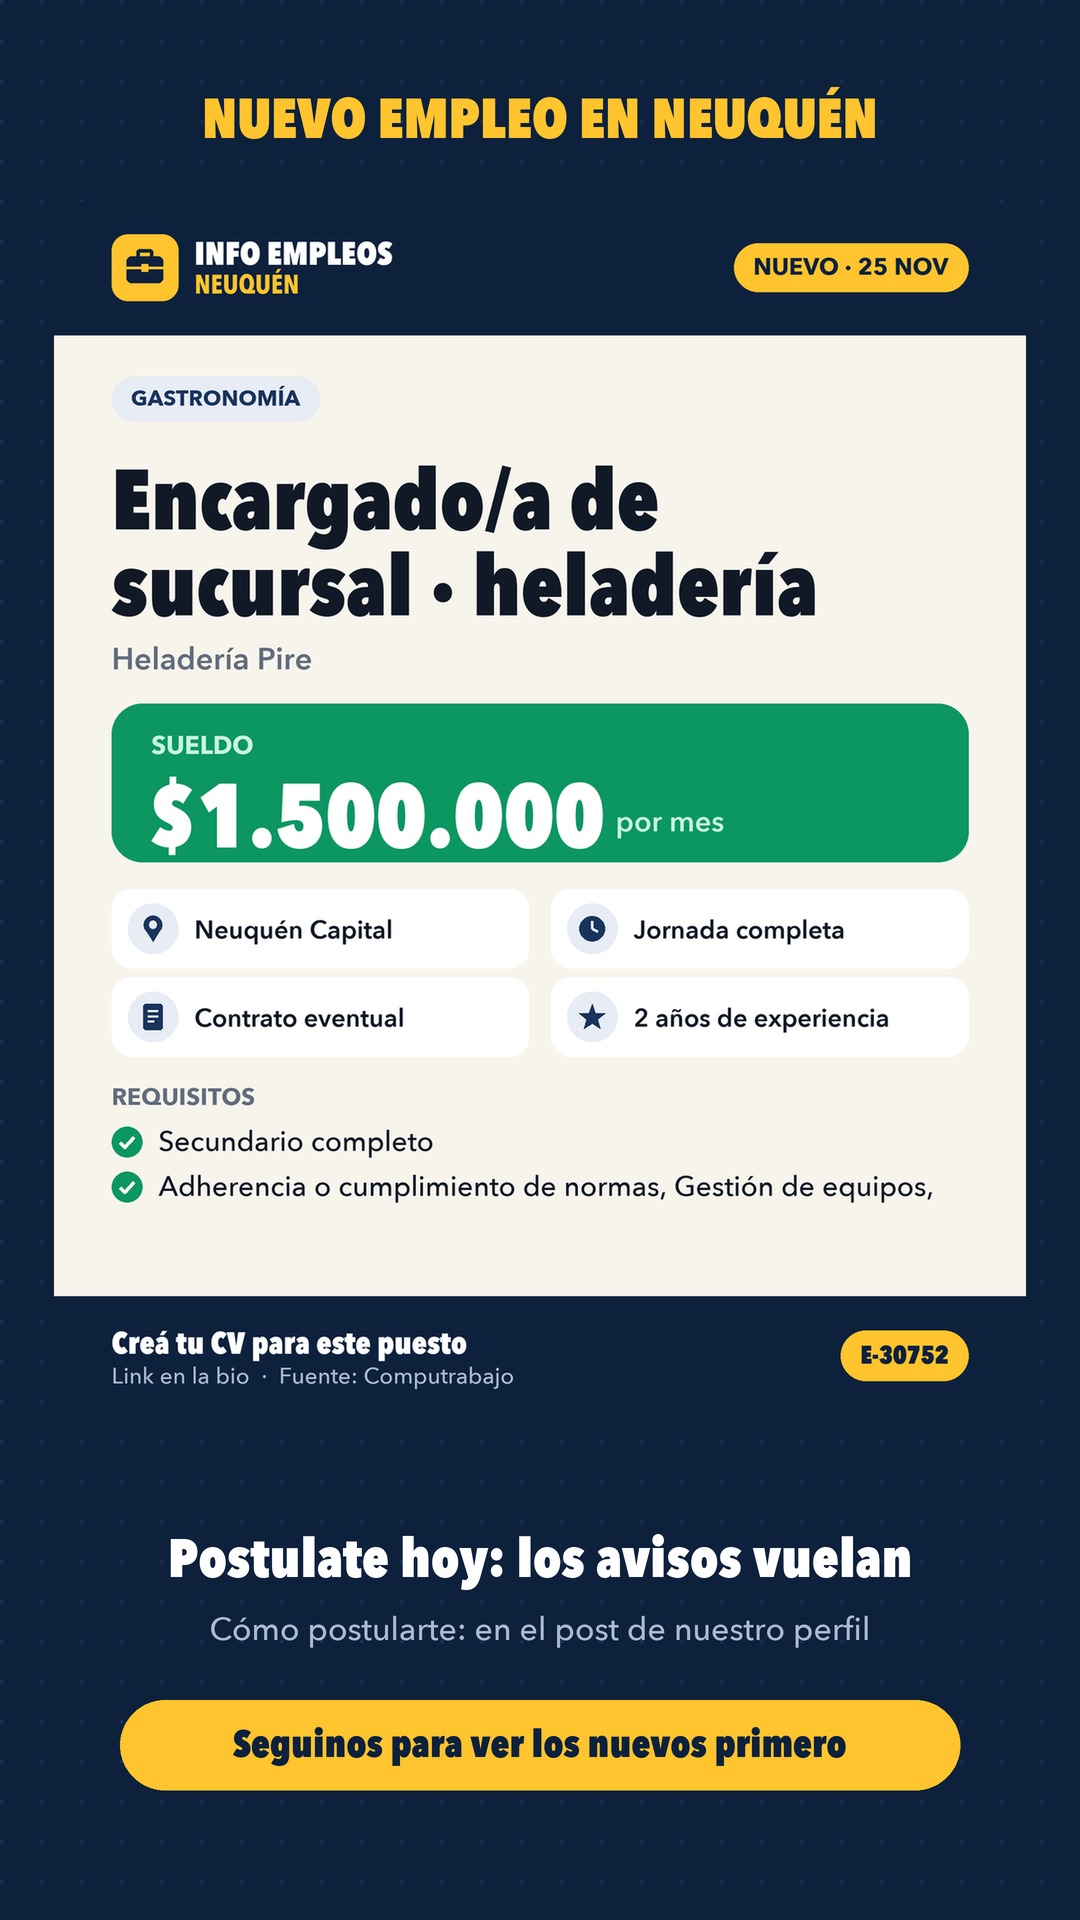 NUEVO EMPLEO EN NEUQUÉN
INFO EMPLEOS
NEUQUÉN
NUEVO · 25 NOV
GASTRONOMÍA
Encargado/a de
sucursal · heladería
Heladería Pire
SUELDO
$1.500.000 por mes
Neuquén Capital
Jornada completa
Contrato eventual
2 años de experiencia
REQUISITOS
Secundario completo
Adherencia o cumplimiento de normas, Gestión de equipos,
Creá tu CV para este puesto
Link en la bio · Fuente: Computrabajo
E-30752
Postulate hoy: los avisos vuelan
Cómo postularte: en el post de nuestro perfil
Seguinos para ver los nuevos primero